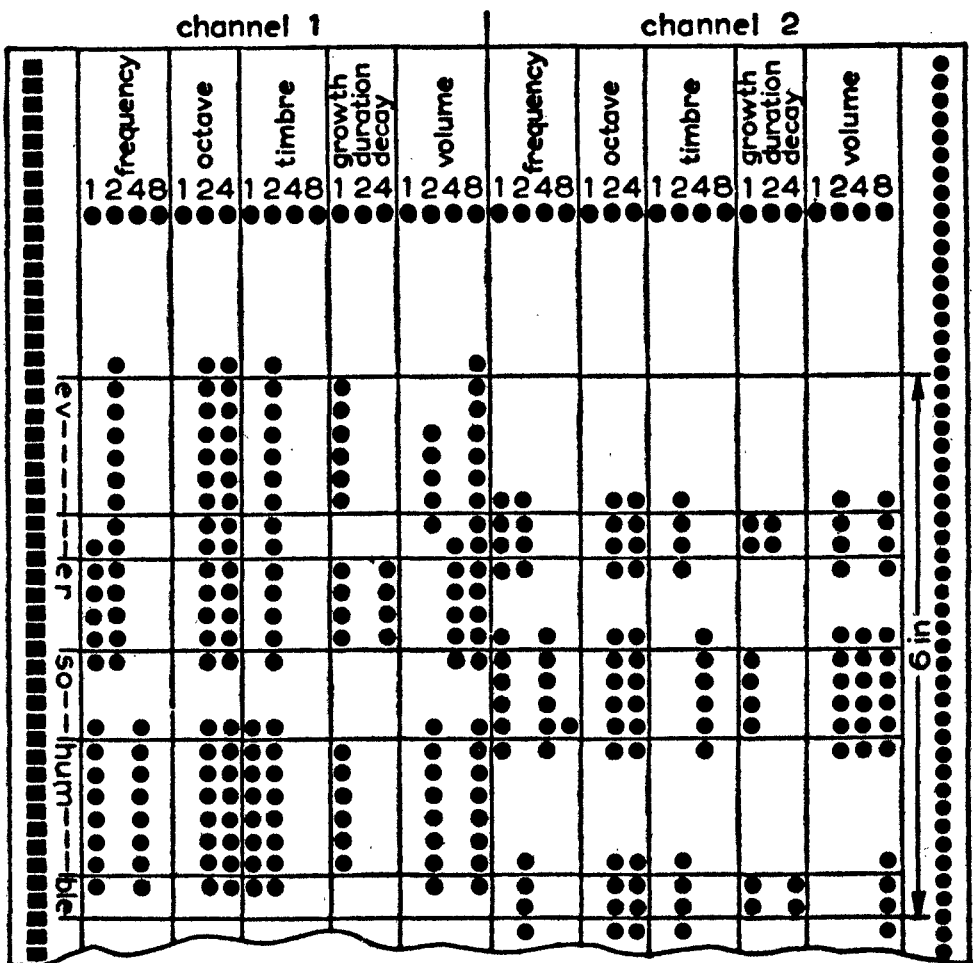 channel 1 channel 2
frequency octave timbre growth duration decay volume frequency octave timbre growth duration decay volume
1248 124 1248 124 1248 1248 124 1248 124 1248
ev-----er
so--hum----ble
6 in